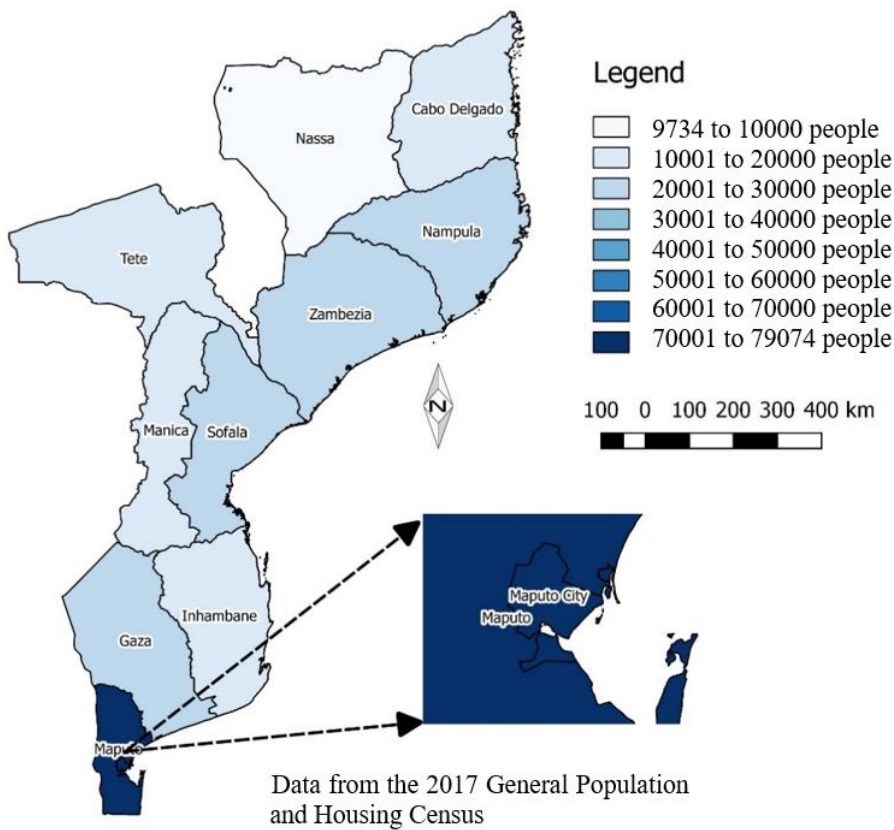 Legend
9734 to 10000 people
10001 to 20000 people
20001 to 30000 people
30001 to 40000 people
40001 to 50000 people
50001 to 60000 people
60001 to 70000 people
70001 to 79074 people
Cabo Delgado
Nassa
Nampula
Tete
Zambezia
N
Manica
Sofala
100 0 100 200 300 400 km
Inhambane
Gaza
Maputo
Maputo City
Maputo
Data from the 2017 General Population
and Housing Census